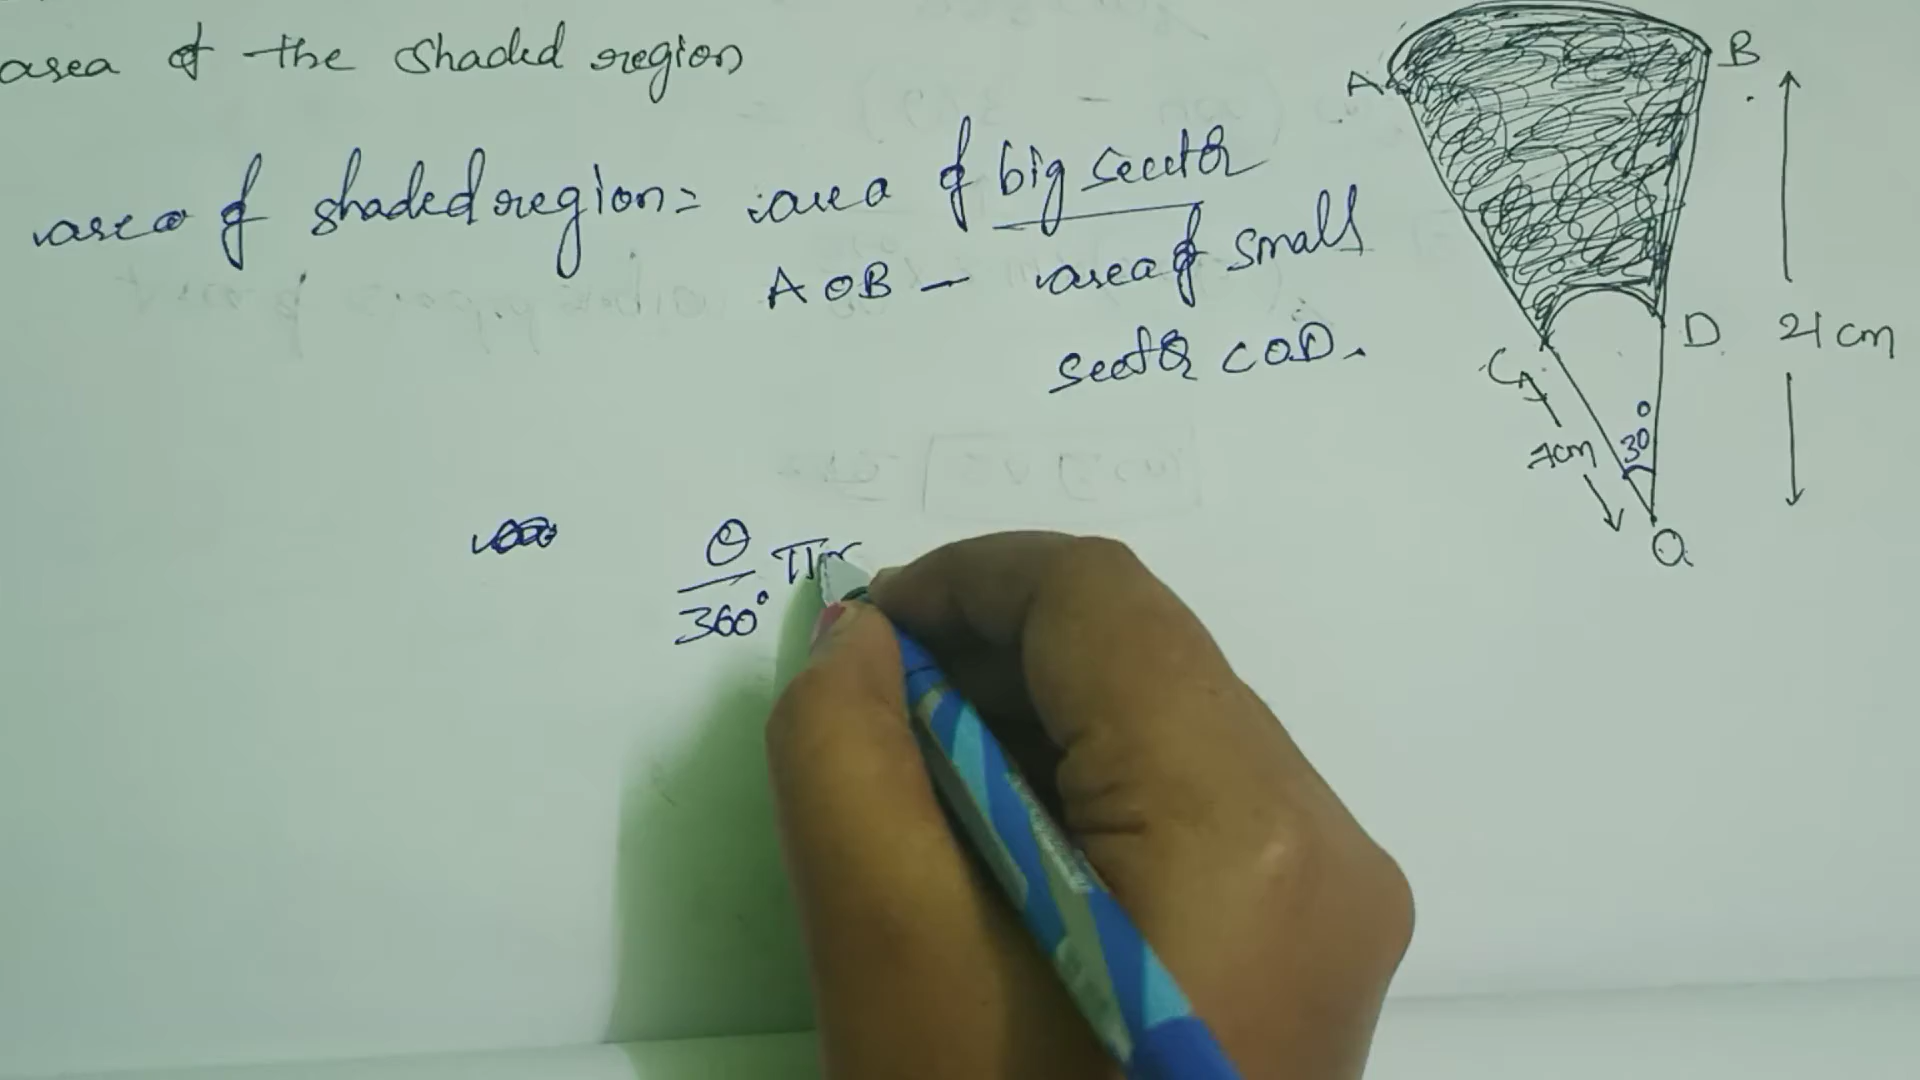 area of the shaded region
area of shaded region = area of big sector
AOB - area of small
sector COD.
θ
360° πr
A
B
C
D
21 cm
7cm
30°
O